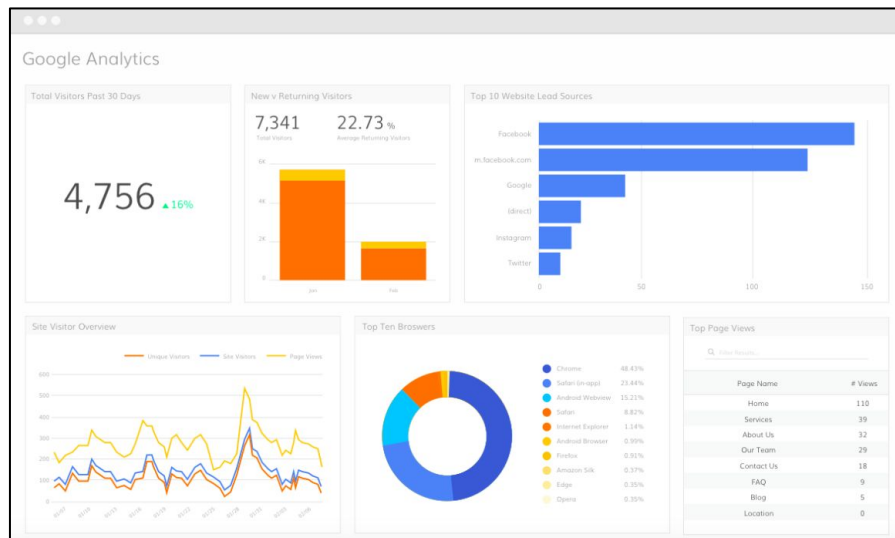 Google Analytics
Total Visitors Past 30 Days
4,756 ▲16%
New v Returning Visitors
7,341 22.73 %
Total Visitors Average Returning Visitors
6K
4K
2K
0
Jan Feb
Top 10 Website Lead Sources
Facebook
m.facebook.com
Google
(direct)
Instagram
Twitter
0 50 100 150
Site Visitor Overview
Unique Visitors Site Visitors Page Views
600
500
400
300
200
100
0
Top Ten Broswers
Chrome 48.43%
Safari (in-app) 23.44%
Android Webview 15.21%
Safari 8.82%
Internet Explorer 1.14%
Android Browser 0.99%
Firefox 0.91%
Amazon Silk 0.37%
Edge 0.35%
Opera 0.35%
Top Page Views
Page Name # Views
Home 110
Services 39
About Us 32
Our Team 29
Contact Us 18
FAQ 9
Blog 5
Location 0